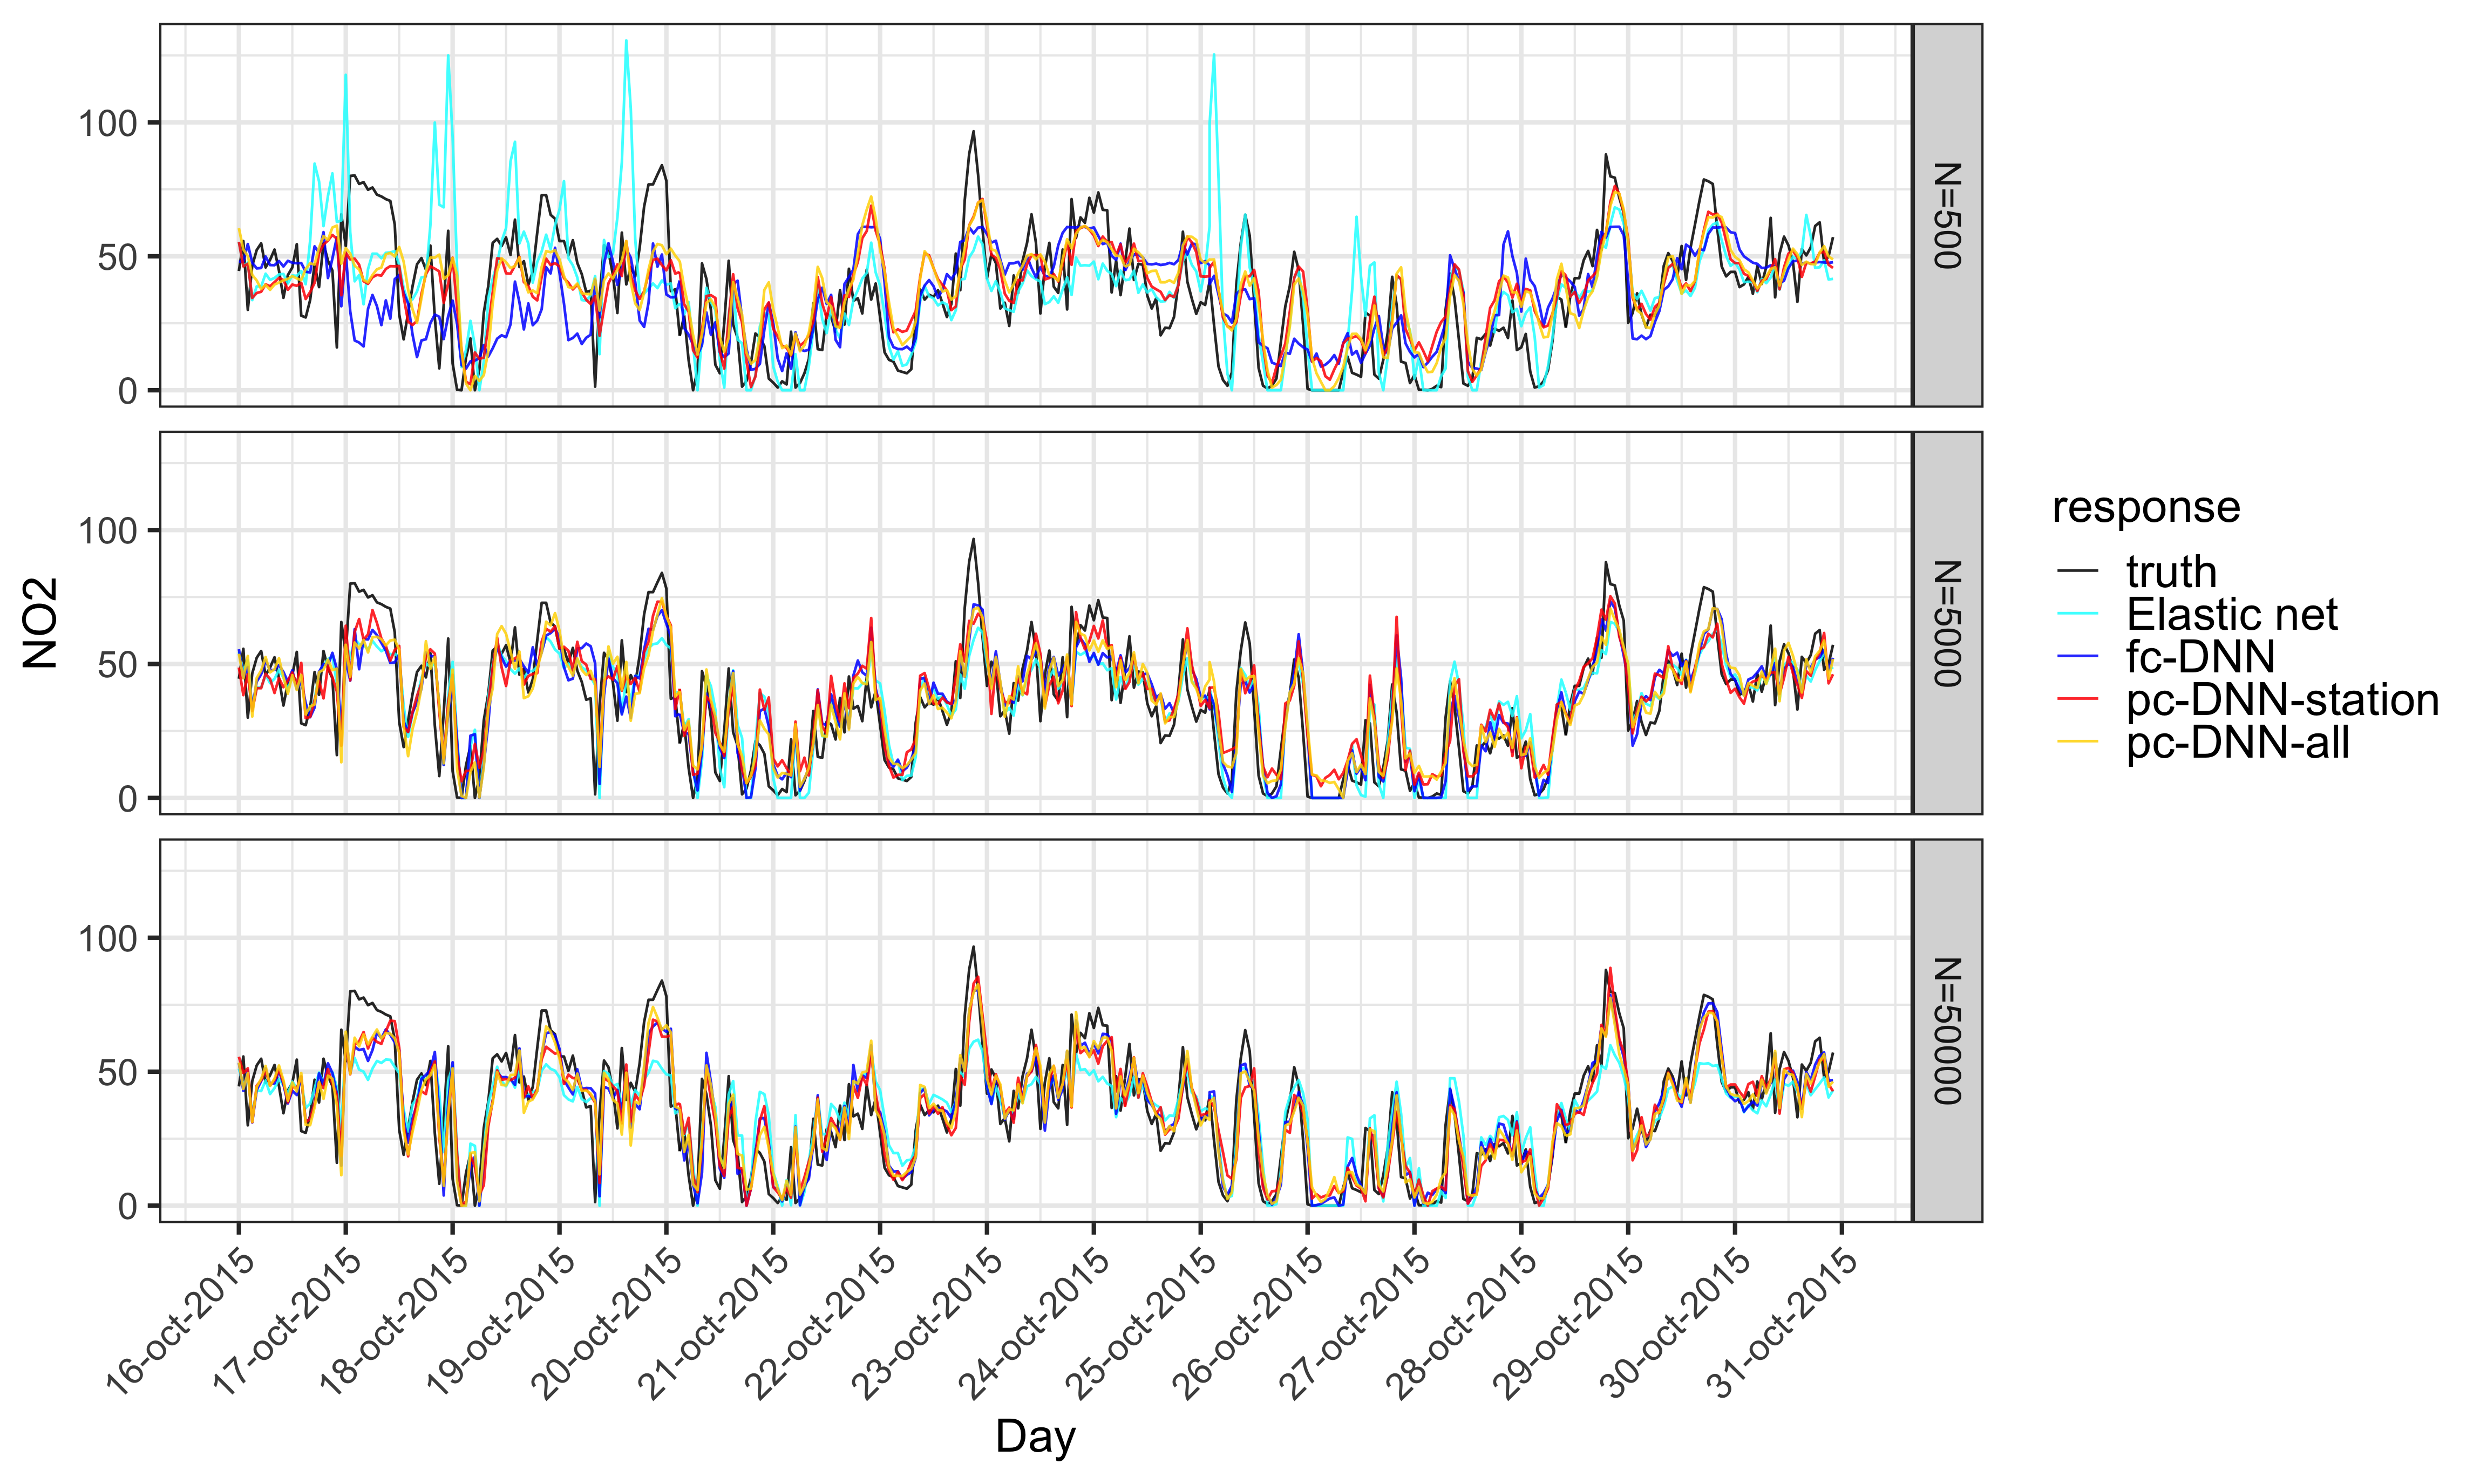 NO2
100
50
0
N=500
100
50
0
N=5000
100
50
0
N=50000
16-oct-2015
17-oct-2015
18-oct-2015
19-oct-2015
20-oct-2015
21-oct-2015
22-oct-2015
23-oct-2015
24-oct-2015
25-oct-2015
26-oct-2015
27-oct-2015
28-oct-2015
29-oct-2015
30-oct-2015
31-oct-2015
Day
response
truth
Elastic net
fc-DNN
pc-DNN-station
pc-DNN-all